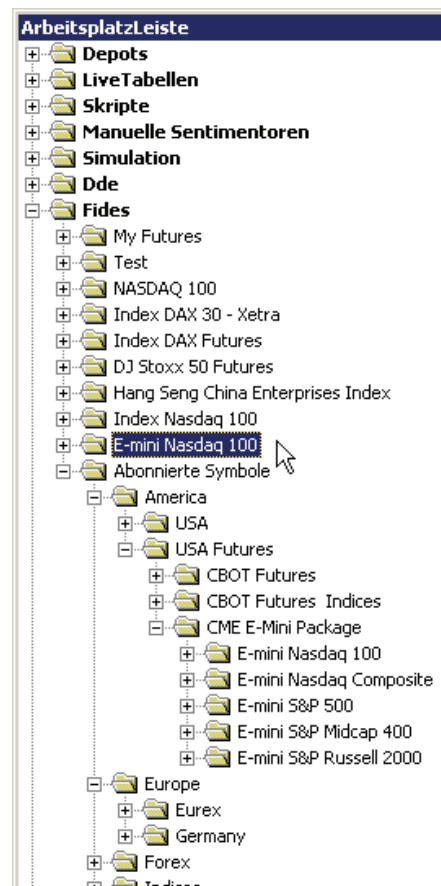 ArbeitsplatzLeiste
Depots
LiveTabellen
Skripte
Manuelle Sentimentoren
Simulation
Dde
Fides
My Futures
Test
NASDAQ 100
Index DAX 30 - Xetra
Index DAX Futures
DJ Stoxx 50 Futures
Hang Seng China Enterprises Index
Index Nasdaq 100
E-mini Nasdaq 100
Abonnierte Symbole
America
USA
USA Futures
CBOT Futures
CBOT Futures Indices
CME E-Mini Package
E-mini Nasdaq 100
E-mini Nasdaq Composite
E-mini S&P 500
E-mini S&P Midcap 400
E-mini S&P Russell 2000
Europe
Eurex
Germany
Forex